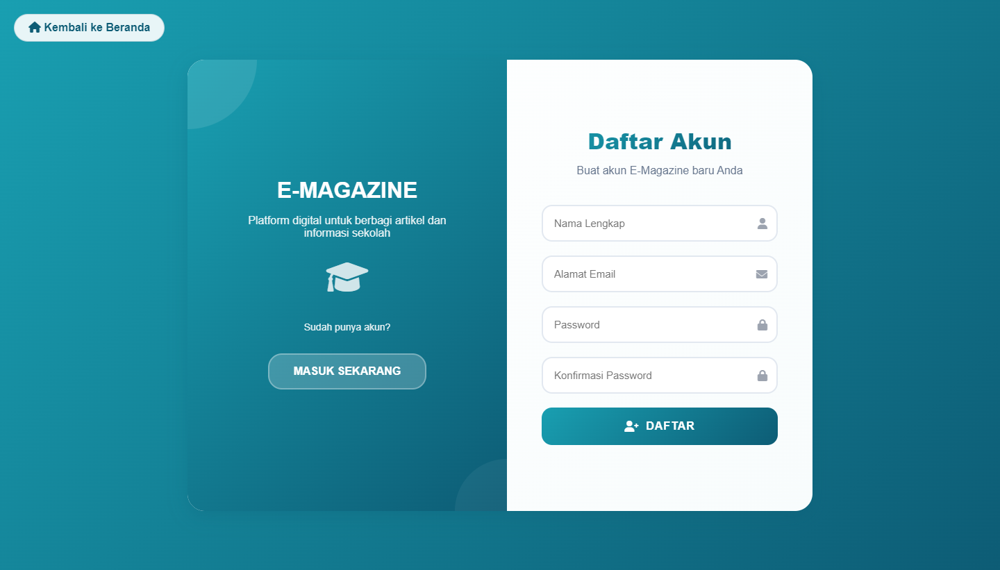 Kembali ke Beranda
E-MAGAZINE
Platform digital untuk berbagi artikel dan
informasi sekolah
Sudah punya akun?
MASUK SEKARANG
Daftar Akun
Buat akun E-Magazine baru Anda
Nama Lengkap
Alamat Email
Password
Konfirmasi Password
DAFTAR